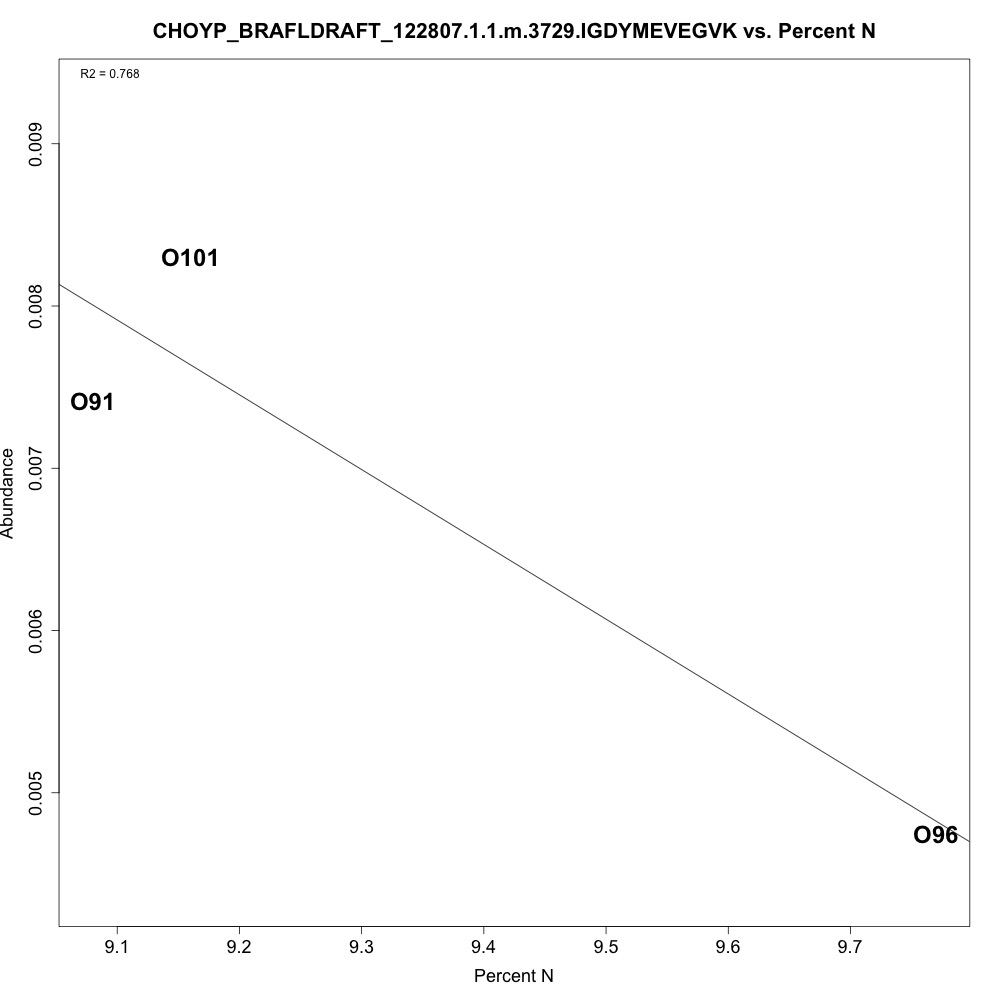 CHOYP_BRAFLDRAFT_122807.1.1.m.3729.IGDYMEVEGVK vs. Percent N
R2 = 0.768
0.009
O101
0.008
O91
0.007
Abundance
0.006
0.005
O96
9.1 9.2 9.3 9.4 9.5 9.6 9.7
Percent N